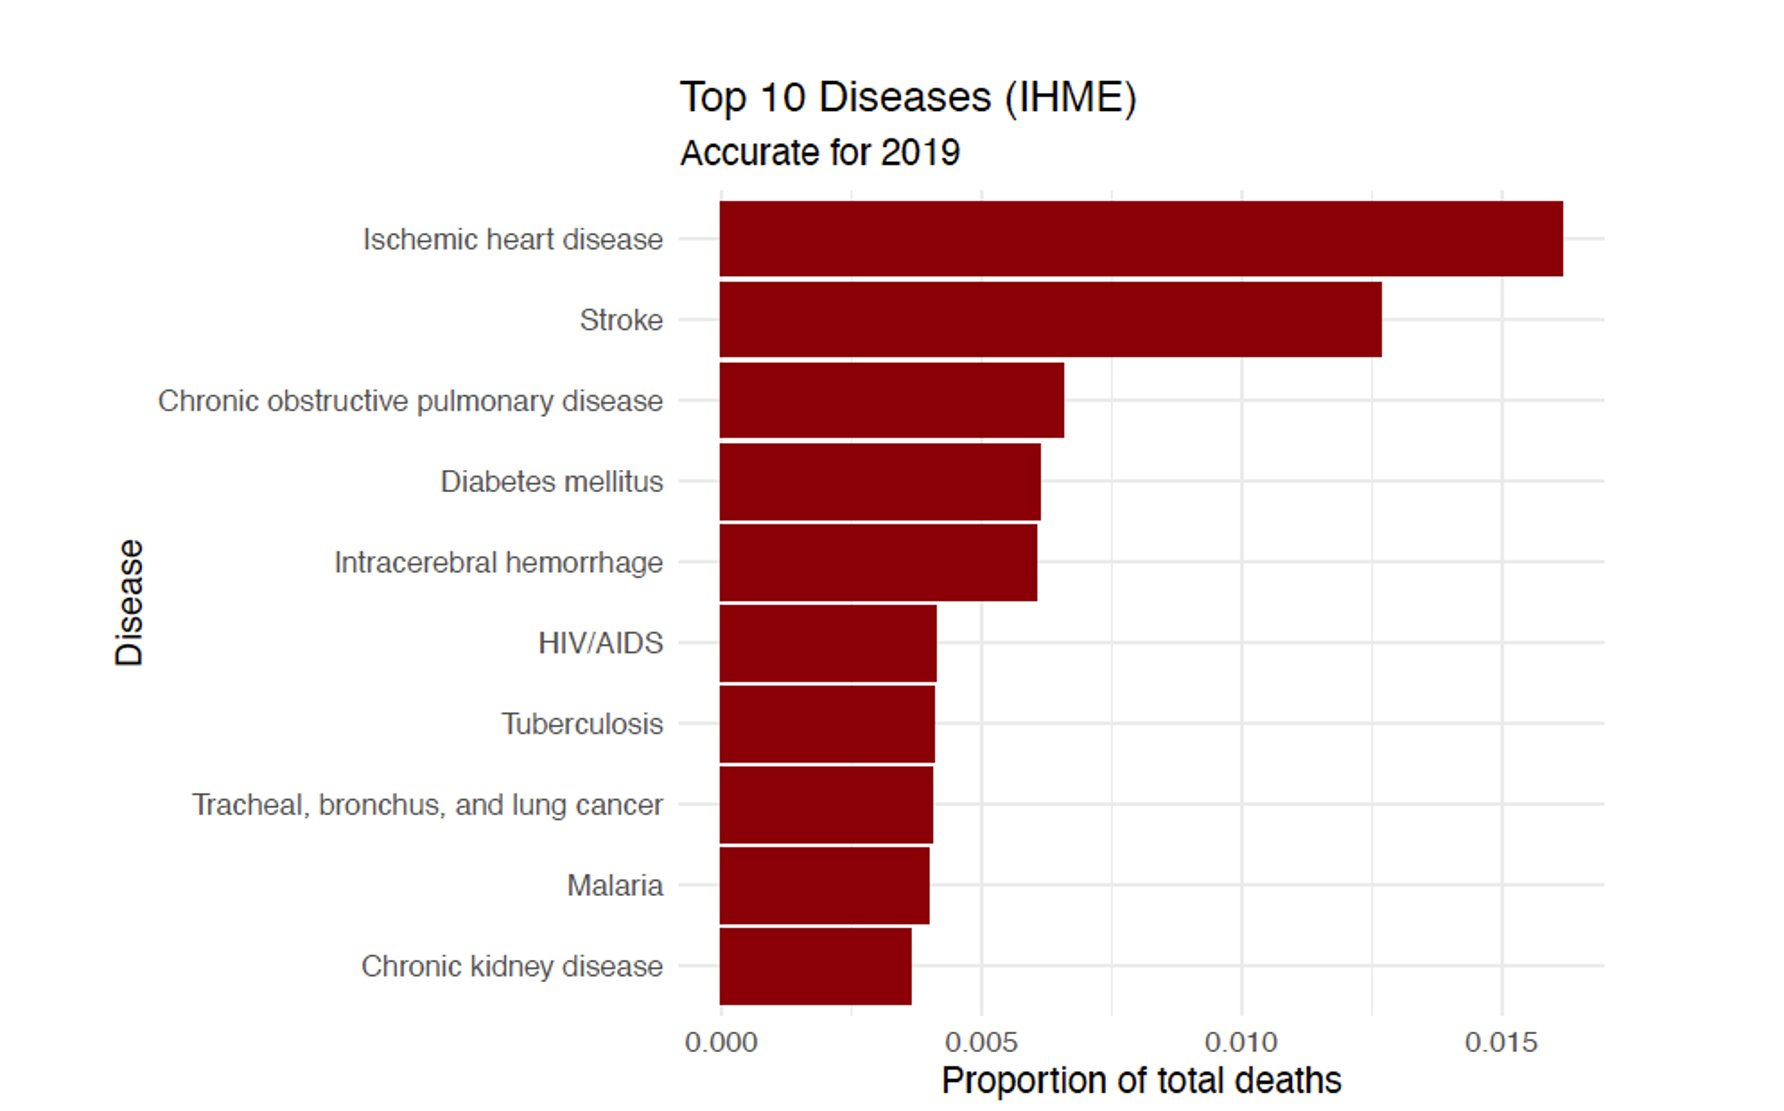 Top 10 Diseases (IHME)
Accurate for 2019
Disease
Ischemic heart disease
Stroke
Chronic obstructive pulmonary disease
Diabetes mellitus
Intracerebral hemorrhage
HIV/AIDS
Tuberculosis
Tracheal, bronchus, and lung cancer
Malaria
Chronic kidney disease
0.000 0.005 0.010 0.015
Proportion of total deaths